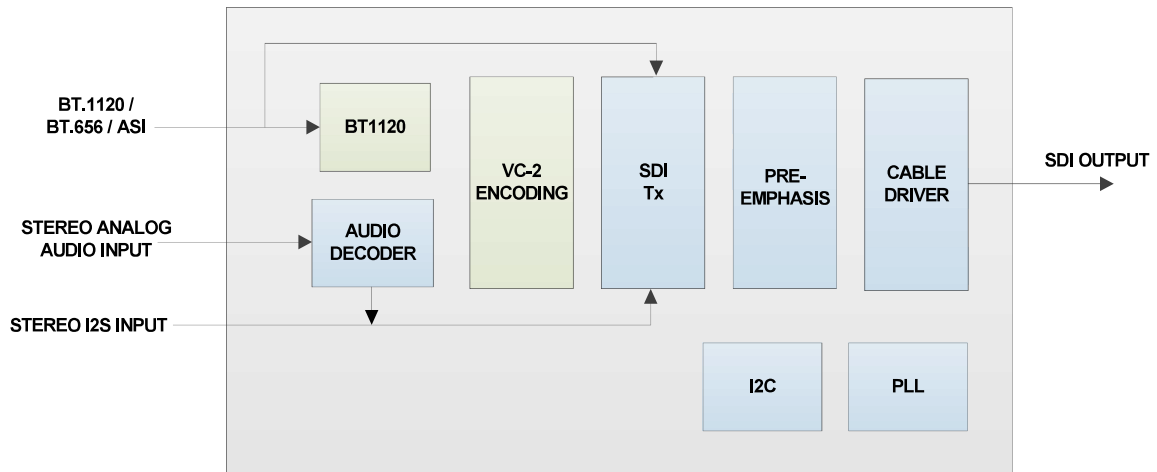 BT.1120 /
BT.656 / ASI
BT1120
VC-2
ENCODING
SDI
Tx
PRE-
EMPHASIS
CABLE
DRIVER
SDI OUTPUT
STEREO ANALOG
AUDIO INPUT
AUDIO
DECODER
STEREO I2S INPUT
I2C
PLL